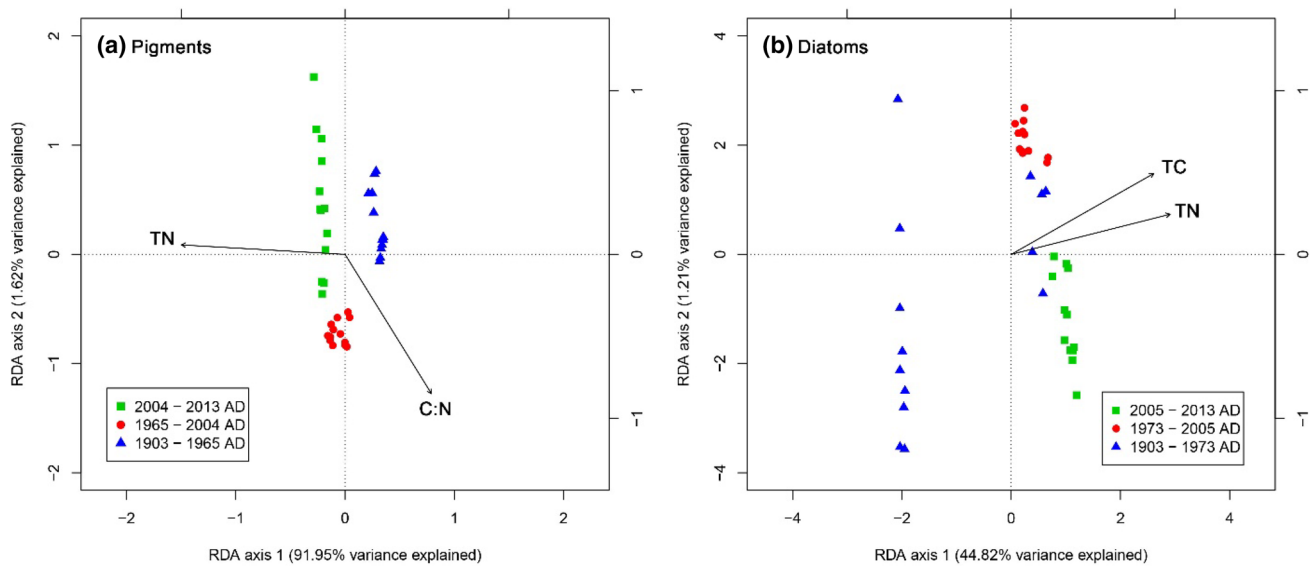 (a) Pigments
2
1
0
−1
−2
RDA axis 2 (1.62% variance explained)
1
0
−1
TN
C:N
2004 − 2013 AD
1965 − 2004 AD
1903 − 1965 AD
−2
−1
0
1
2
RDA axis 1 (91.95% variance explained)
(b) Diatoms
4
2
0
−2
−4
RDA axis 2 (1.21% variance explained)
1
0
−1
TC
TN
2005 − 2013 AD
1973 − 2005 AD
1903 − 1973 AD
−4
−2
0
2
4
RDA axis 1 (44.82% variance explained)